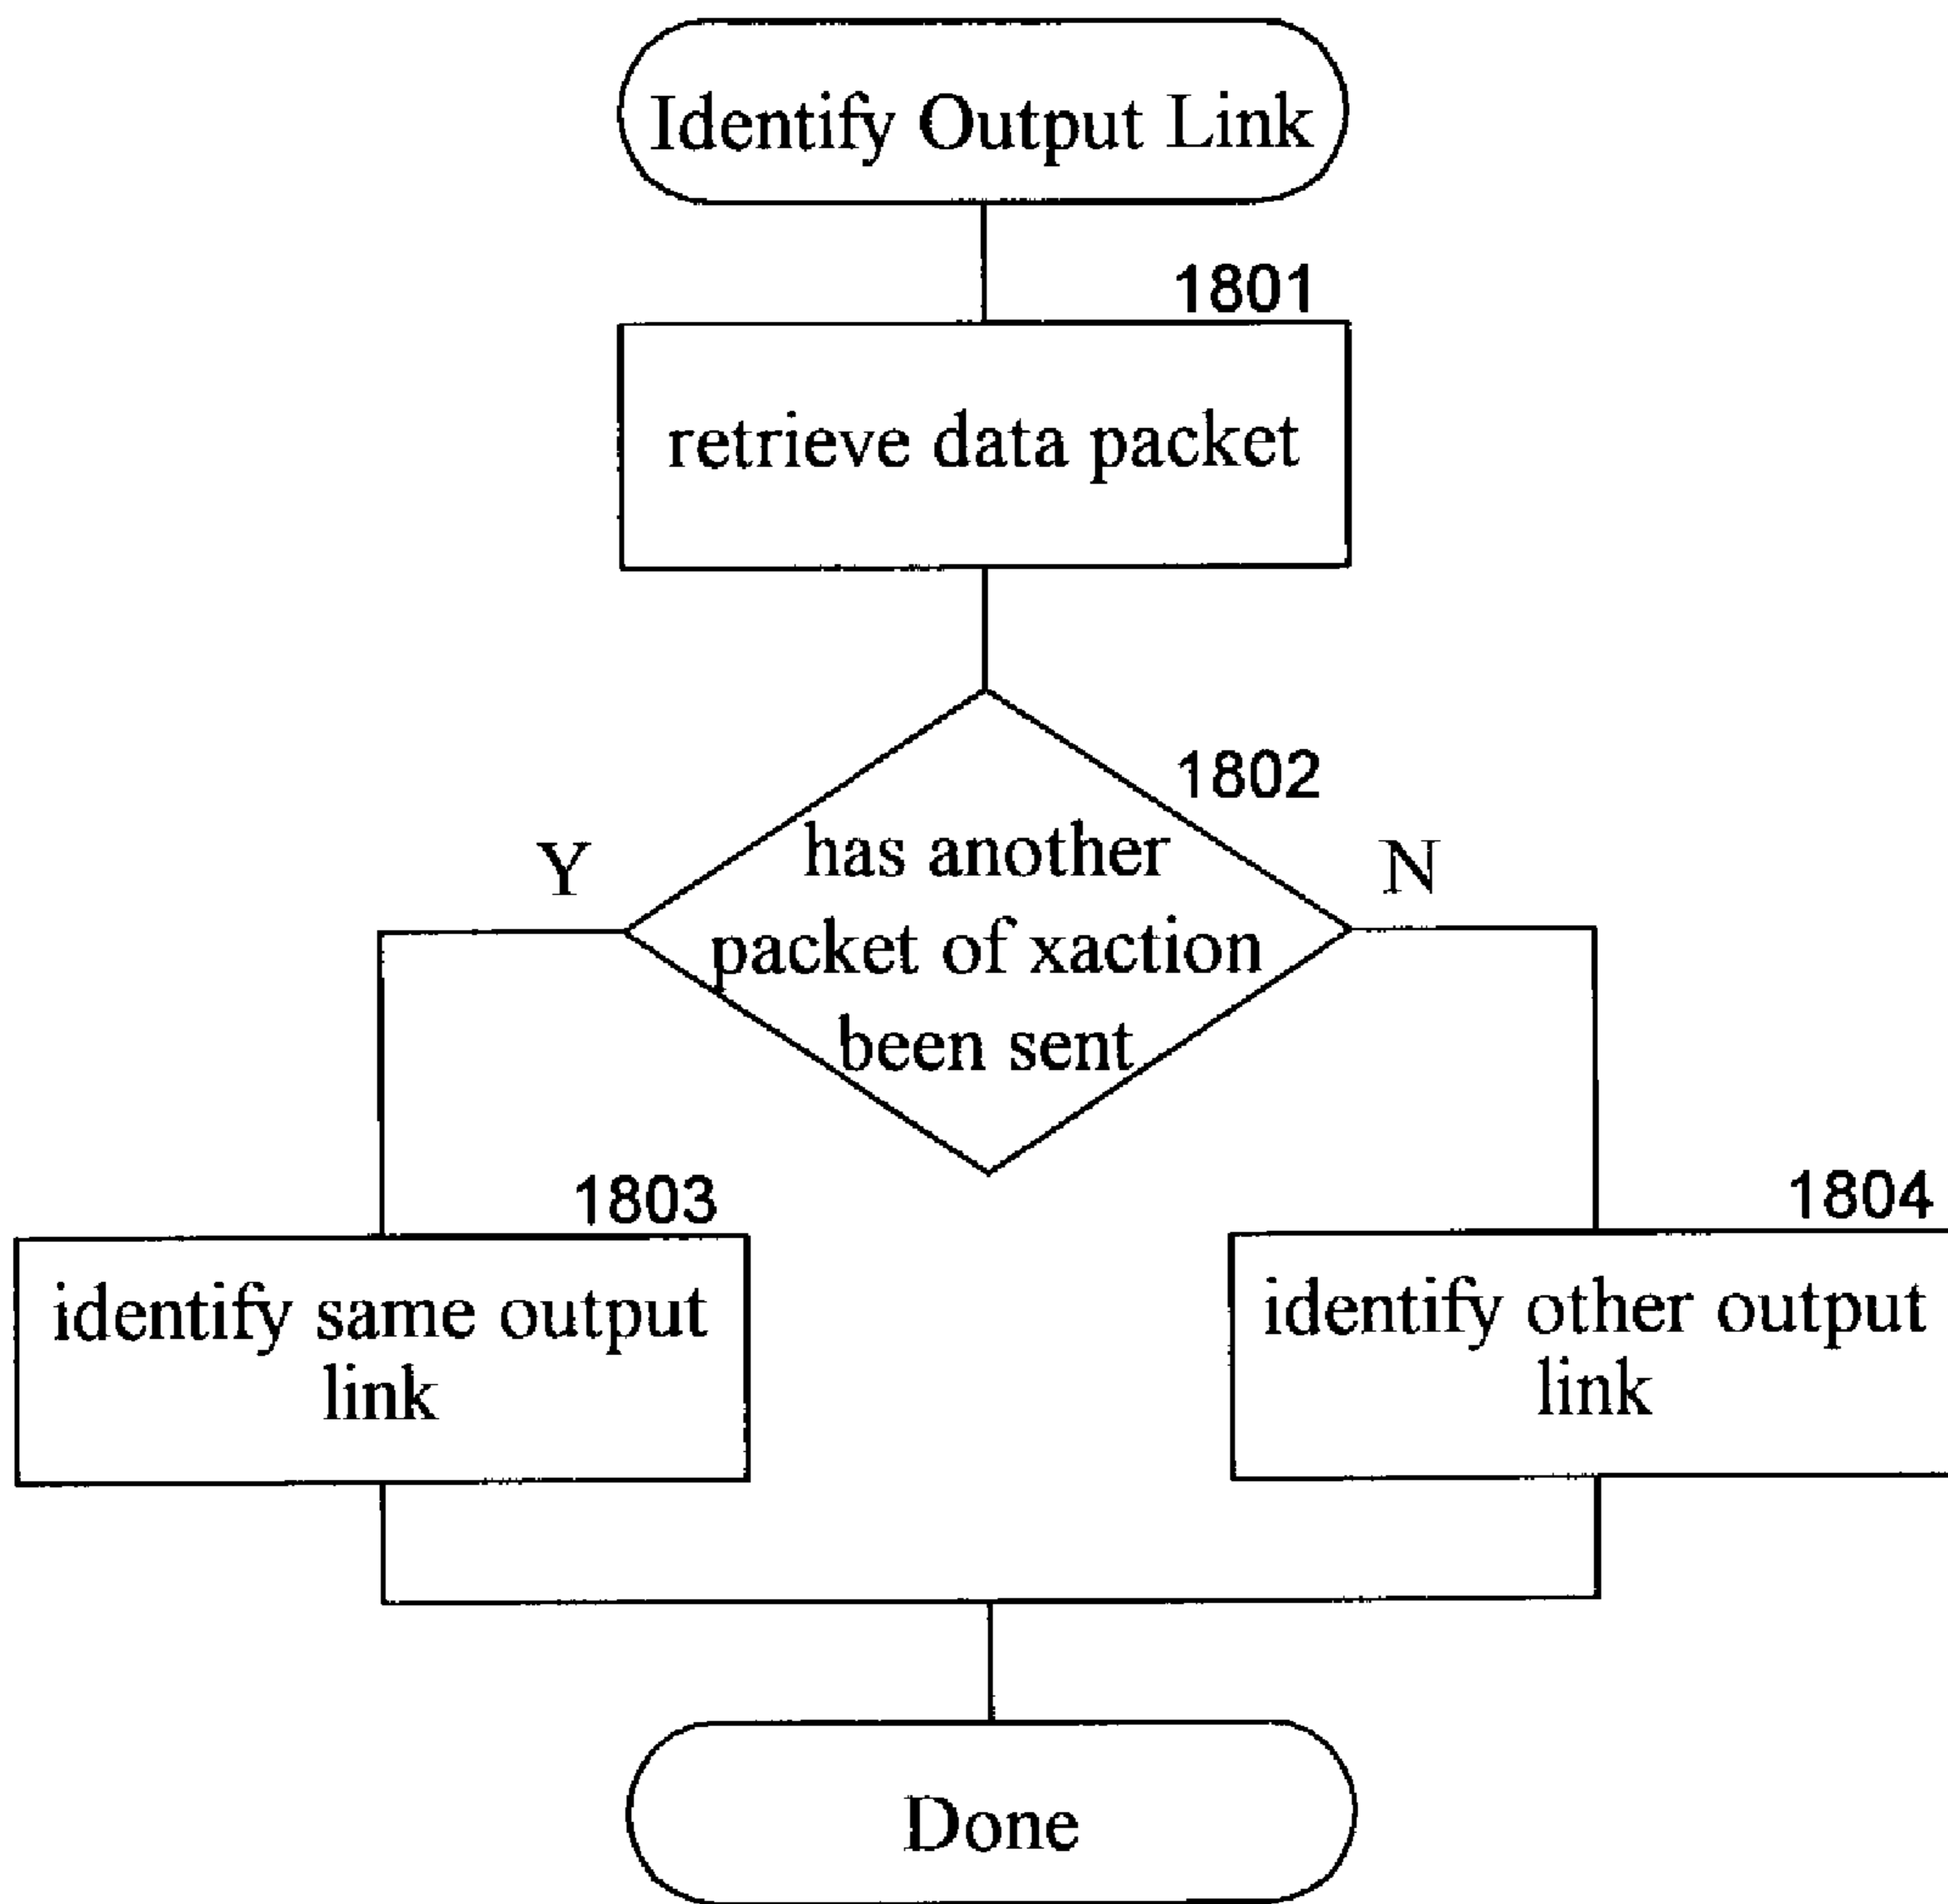 Identify Output Link
1801
retrieve data packet
1802
has another
packet of xaction
been sent
Y
N
1803
identify same output
link
1804
identify other output
link
Done